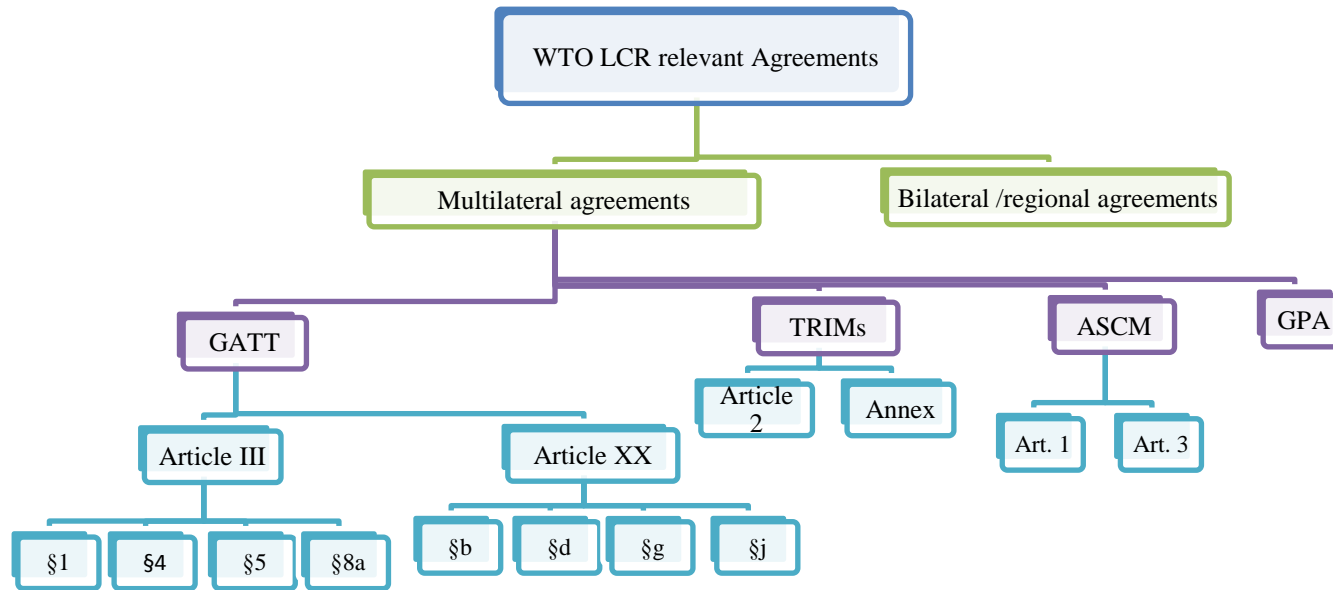 WTO LCR relevant Agreements
Multilateral agreements
Bilateral /regional agreements
GATT
TRIMs
ASCM
GPA
Article
2
Annex
Art. 1
Art. 3
Article III
Article XX
§1
§4
§5
§8a
§b
§d
§g
§j